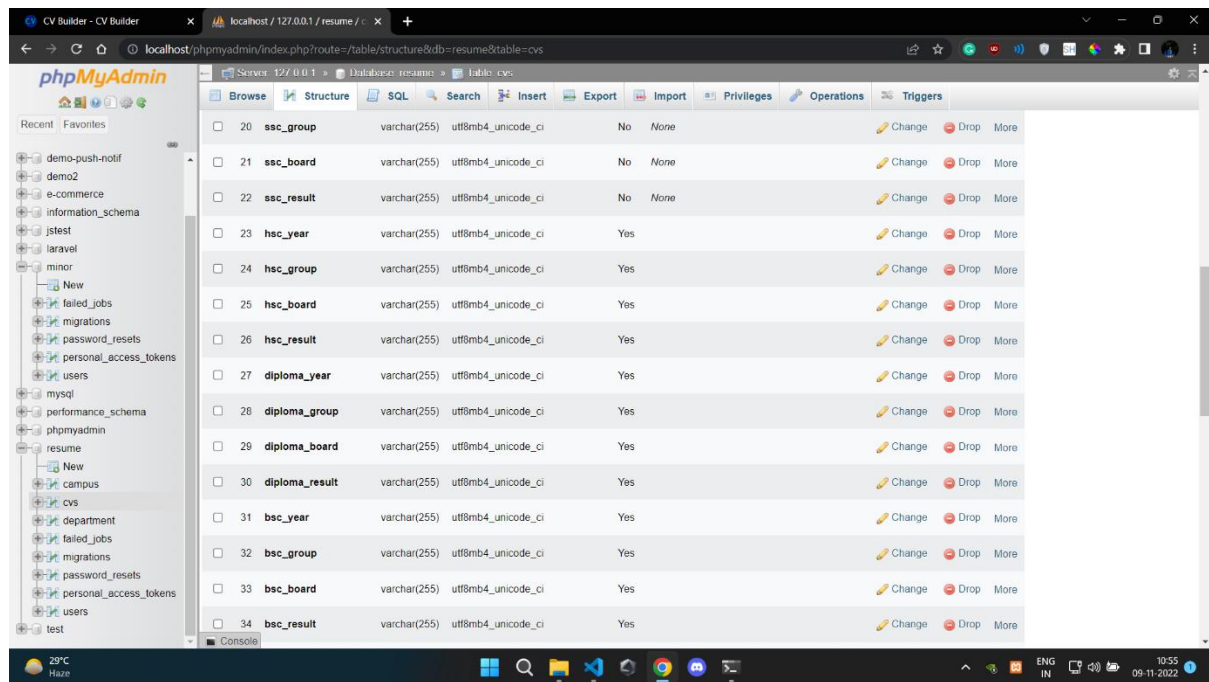 CV Builder - CV Builder
localhost / 127.0.0.1 / resume / c
localhost/phpmyadmin/index.php?route=/table/structure&db=resume&table=cvs
phpMyAdmin
Recent Favorites
demo-push-notif
demo2
e-commerce
information_schema
jstest
laravel
minor
New
failed_jobs
migrations
password_resets
personal_access_tokens
users
mysql
performance_schema
phpmyadmin
resume
New
campus
cvs
department
failed_jobs
migrations
password_resets
personal_access_tokens
users
test
Server: 127.0.0.1 » Database: resume » Table: cvs
Browse Structure SQL Search Insert Export Import Privileges Operations Triggers
20 ssc_group varchar(255) utf8mb4_unicode_ci No None Change Drop More
21 ssc_board varchar(255) utf8mb4_unicode_ci No None Change Drop More
22 ssc_result varchar(255) utf8mb4_unicode_ci No None Change Drop More
23 hsc_year varchar(255) utf8mb4_unicode_ci Yes Change Drop More
24 hsc_group varchar(255) utf8mb4_unicode_ci Yes Change Drop More
25 hsc_board varchar(255) utf8mb4_unicode_ci Yes Change Drop More
26 hsc_result varchar(255) utf8mb4_unicode_ci Yes Change Drop More
27 diploma_year varchar(255) utf8mb4_unicode_ci Yes Change Drop More
28 diploma_group varchar(255) utf8mb4_unicode_ci Yes Change Drop More
29 diploma_board varchar(255) utf8mb4_unicode_ci Yes Change Drop More
30 diploma_result varchar(255) utf8mb4_unicode_ci Yes Change Drop More
31 bsc_year varchar(255) utf8mb4_unicode_ci Yes Change Drop More
32 bsc_group varchar(255) utf8mb4_unicode_ci Yes Change Drop More
33 bsc_board varchar(255) utf8mb4_unicode_ci Yes Change Drop More
34 bsc_result varchar(255) utf8mb4_unicode_ci Yes Change Drop More
Console
29°C
Haze
ENG
IN
10:55
09-11-2022